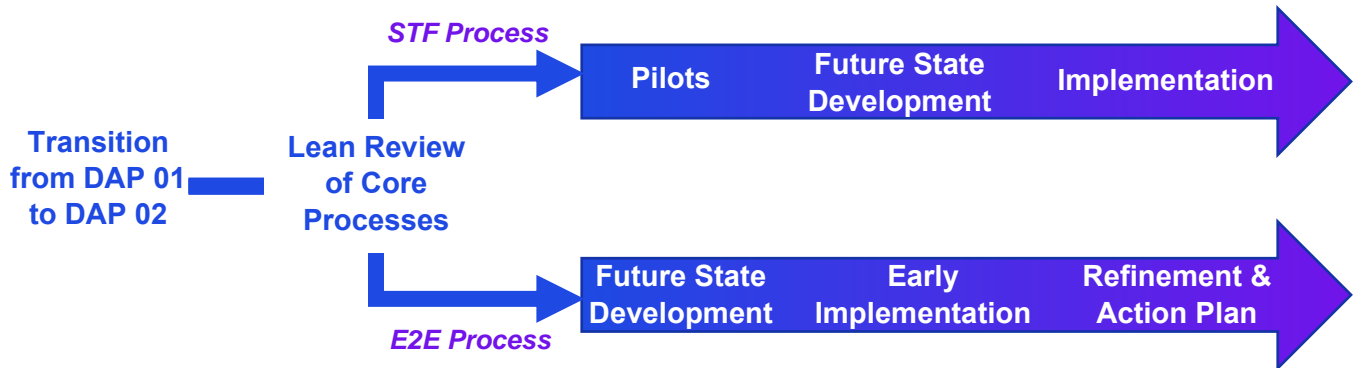 Transition
from DAP 01
to DAP 02
Lean Review
of Core
Processes
STF Process
Pilots
Future State
Development
Implementation
E2E Process
Future State
Development
Early
Implementation
Refinement &
Action Plan